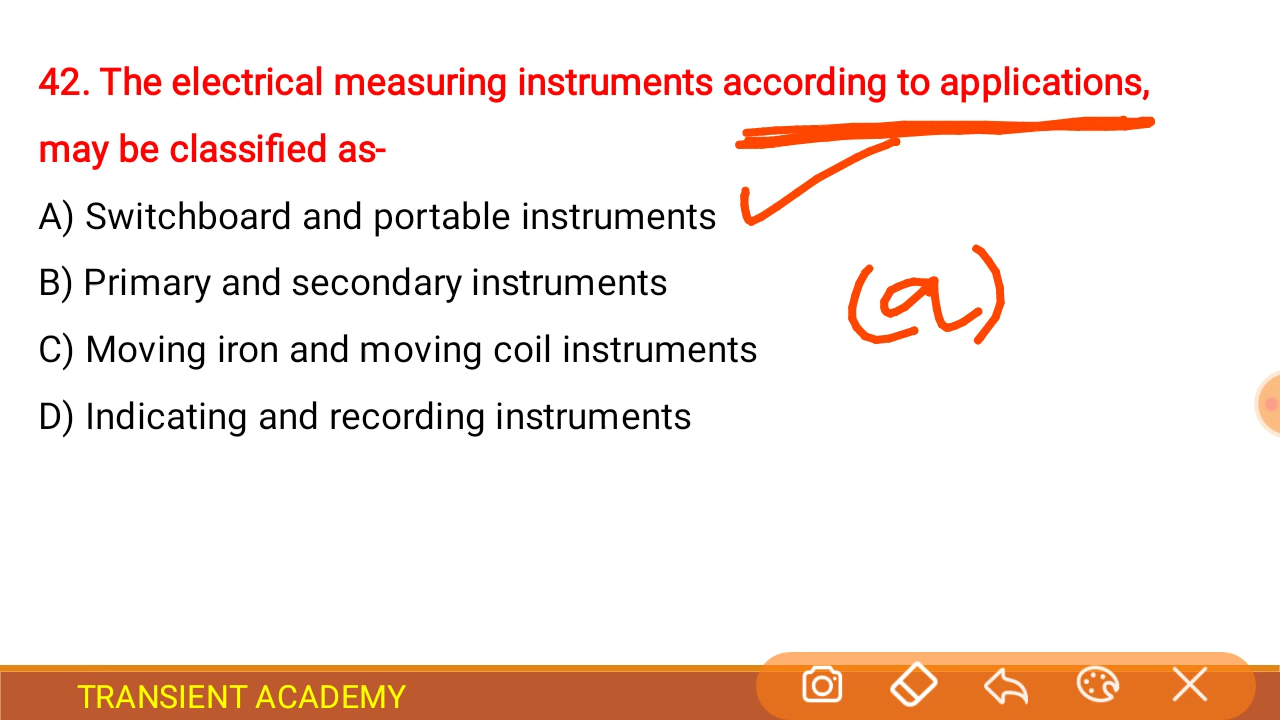 42. The electrical measuring instruments according to applications,
may be classified as-
A) Switchboard and portable instruments
(a)
B) Primary and secondary instruments
C) Moving iron and moving coil instruments
D) Indicating and recording instruments
TRANSIENT ACADEMY